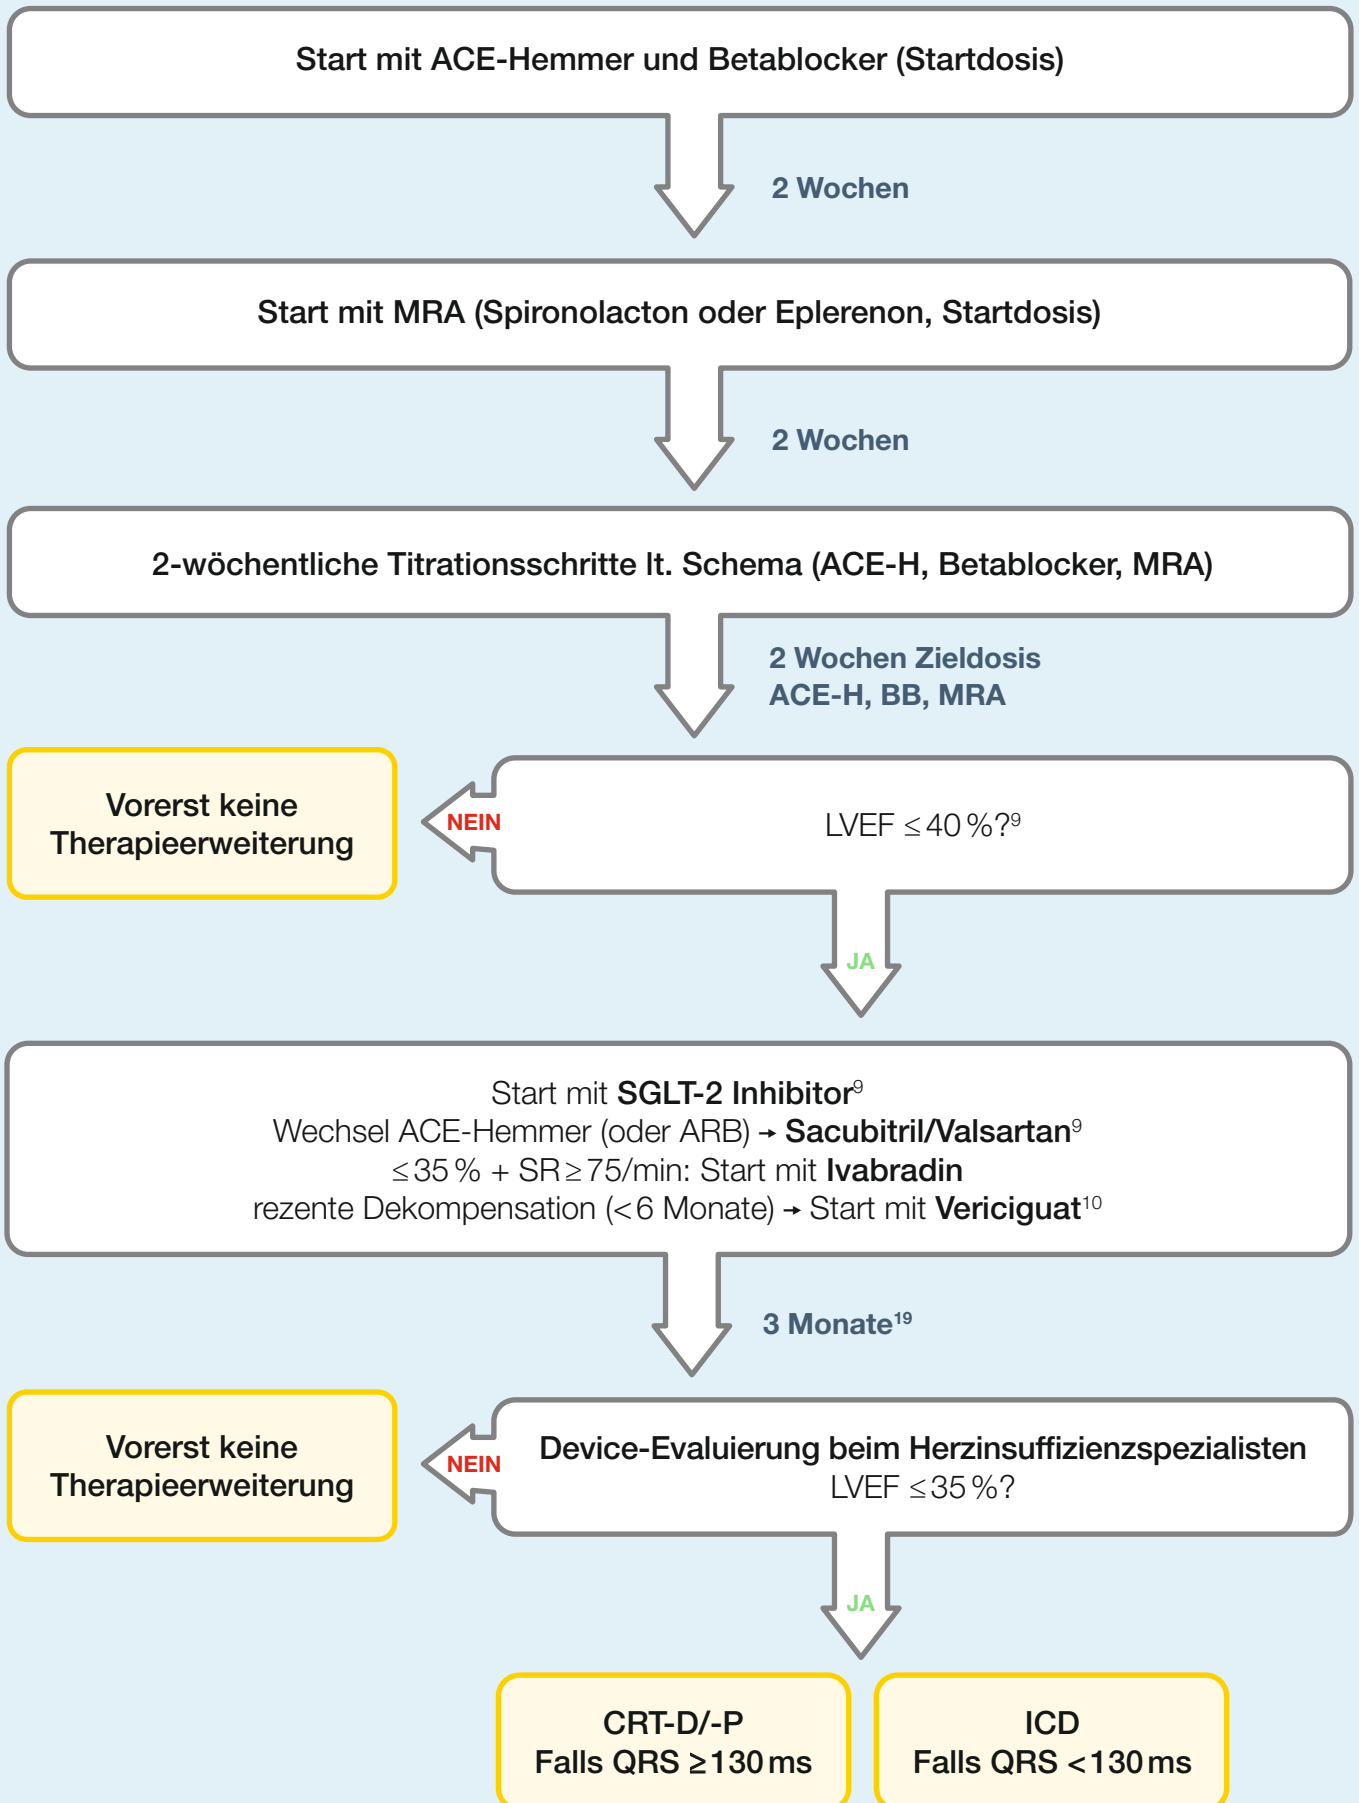 Start mit ACE-Hemmer und Betablocker (Startdosis)
2 Wochen
Start mit MRA (Spironolacton oder Eplerenon, Startdosis)
2 Wochen
2-wöchentliche Titrationsschritte lt. Schema (ACE-H, Betablocker, MRA)
2 Wochen Zieldosis
ACE-H, BB, MRA
Vorerst keine
Therapieerweiterung
NEIN
LVEF ≤ 40 %?⁹
JA
Start mit SGLT-2 Inhibitor⁹
Wechsel ACE-Hemmer (oder ARB) → Sacubitril/Valsartan⁹
≤ 35 % + SR ≥ 75/min: Start mit Ivabradin
rezente Dekompensation (< 6 Monate) → Start mit Vericiguat¹⁰
3 Monate¹⁹
Vorerst keine
Therapieerweiterung
NEIN
Device-Evaluierung beim Herzinsuffizienzspezialisten
LVEF ≤ 35 %?
JA
CRT-D/-P
Falls QRS ≥ 130 ms
ICD
Falls QRS < 130 ms